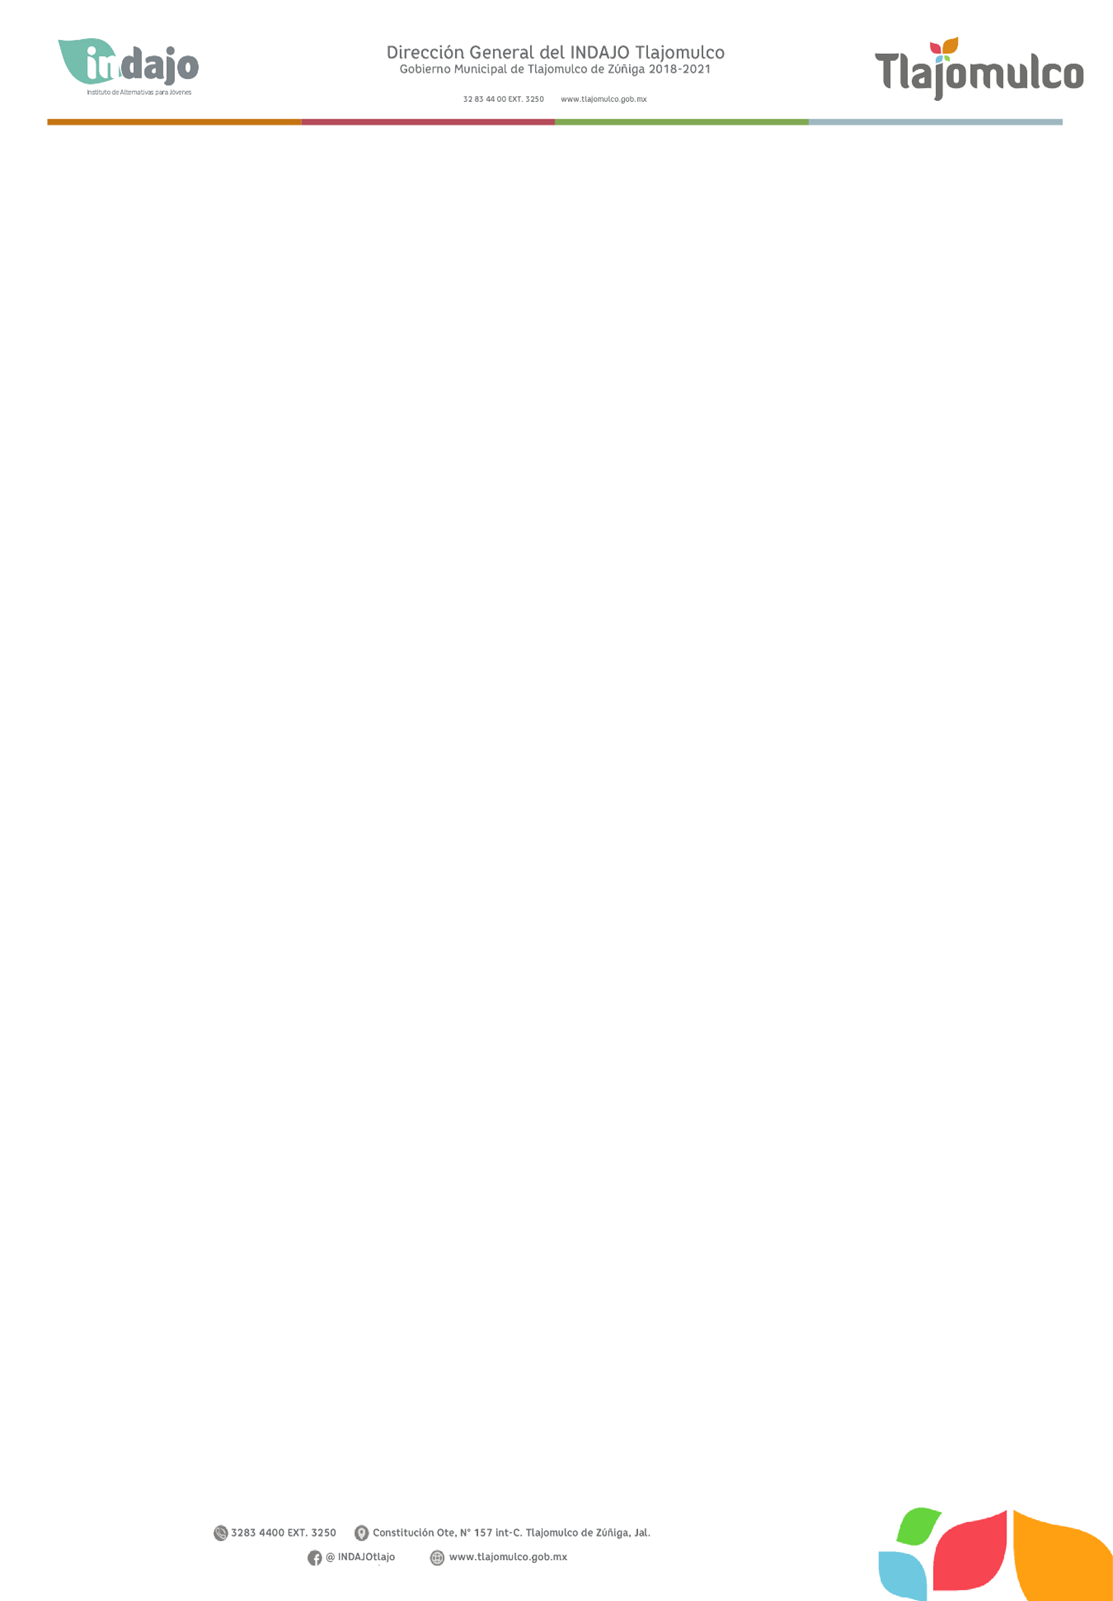 indajo
Instituto de Alternativas para Jóvenes
Dirección General del INDAJO Tlajomulco
Gobierno Municipal de Tlajomulco de Zúñiga 2018-2021
32 83 44 00 EXT. 3250 www.tlajomulco.gob.mx
Tlajomulco
3283 4400 EXT. 3250 Constitución Ote, N° 157 int-C. Tlajomulco de Zúñiga, Jal.
@ INDAJOtlajo www.tlajomulco.gob.mx